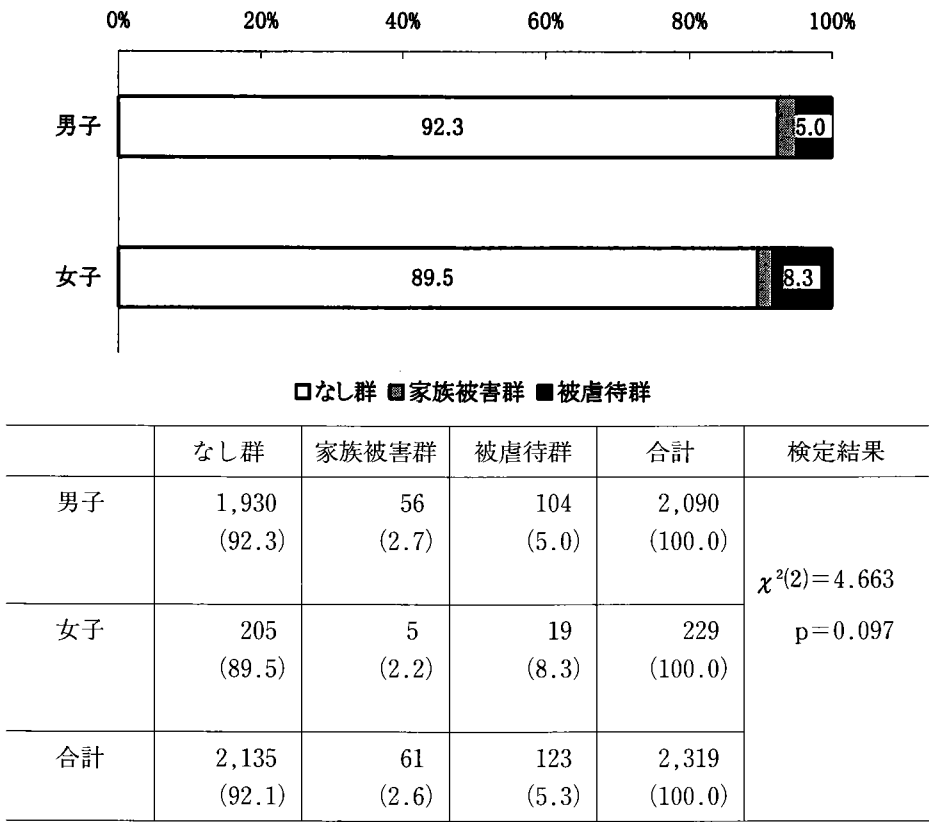 0% 20% 40% 60% 80% 100%
男子 92.3 5.0
女子 89.5 8.3
□なし群 ■家族被害群 ■被虐待群
なし群 家族被害群 被虐待群 合計 検定結果
男子 1,930 56 104 2,090
(92.3) (2.7) (5.0) (100.0)
χ²(2)=4.663
女子 205 5 19 229 p=0.097
(89.5) (2.2) (8.3) (100.0)
合計 2,135 61 123 2,319
(92.1) (2.6) (5.3) (100.0)